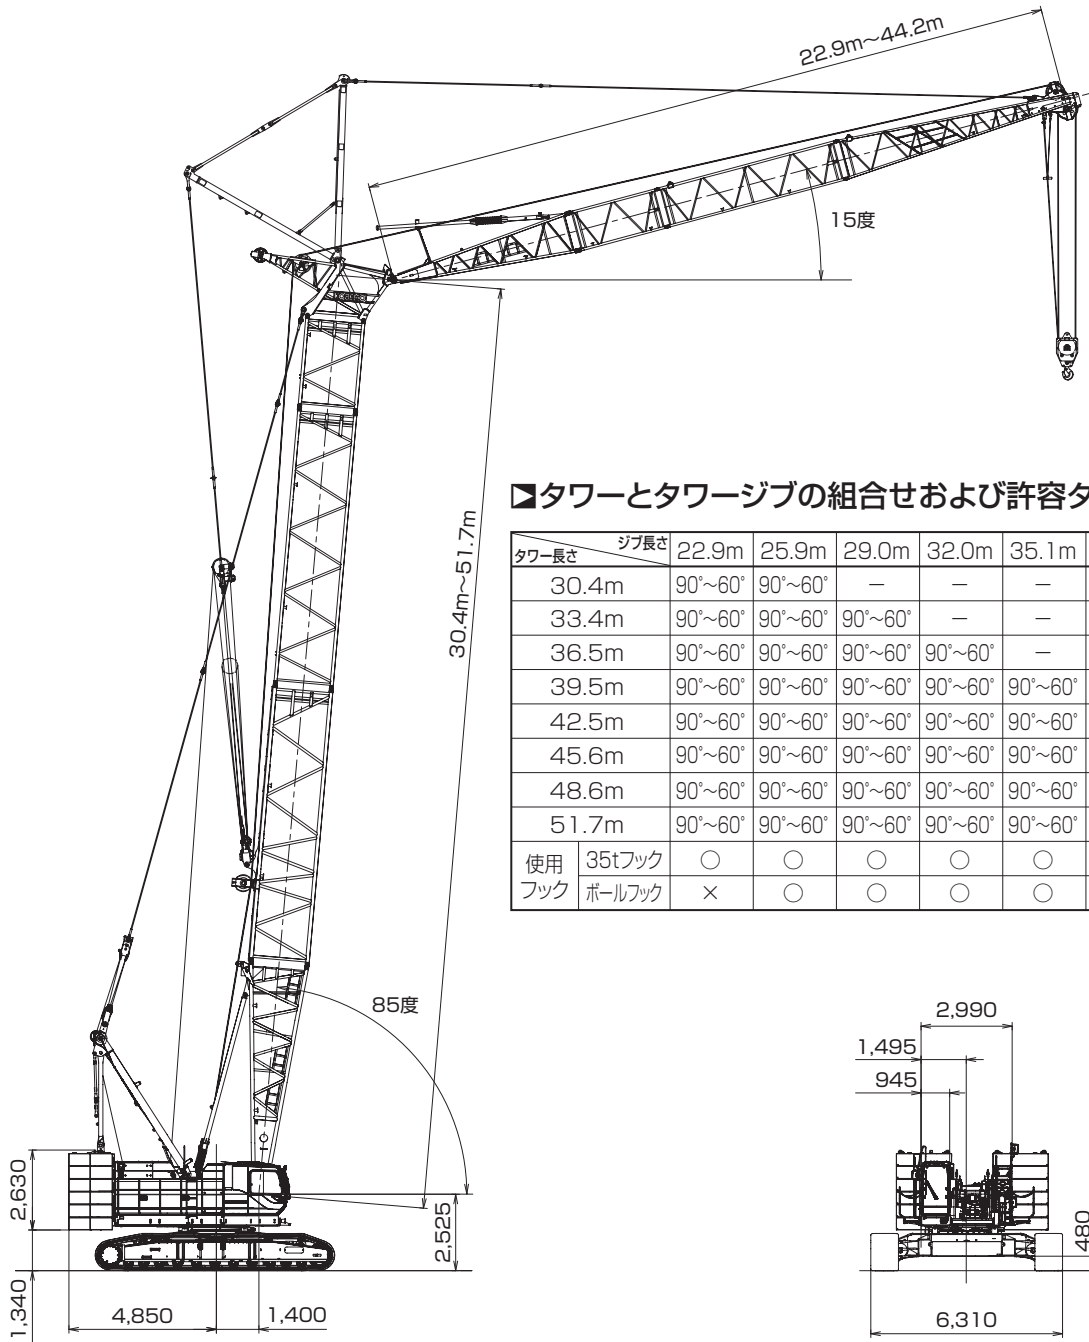 22.9m～44.2m
15度
30.4m～51.7m
タワーとタワージブの組合せおよび許容タ
ジブ長さ
タワー長さ
22.9m 25.9m 29.0m 32.0m 35.1m
30.4m 90°～60° 90°～60° － － －
33.4m 90°～60° 90°～60° 90°～60° － －
36.5m 90°～60° 90°～60° 90°～60° 90°～60° －
39.5m 90°～60° 90°～60° 90°～60° 90°～60° 90°～60°
42.5m 90°～60° 90°～60° 90°～60° 90°～60° 90°～60°
45.6m 90°～60° 90°～60° 90°～60° 90°～60° 90°～60°
48.6m 90°～60° 90°～60° 90°～60° 90°～60° 90°～60°
51.7m 90°～60° 90°～60° 90°～60° 90°～60° 90°～60°
使用
フック
35tフック ○ ○ ○ ○ ○
ボールフック × ○ ○ ○ ○
85度
2,630
2,525
1,340
4,850
1,400
2,990
1,495
945
480
6,310